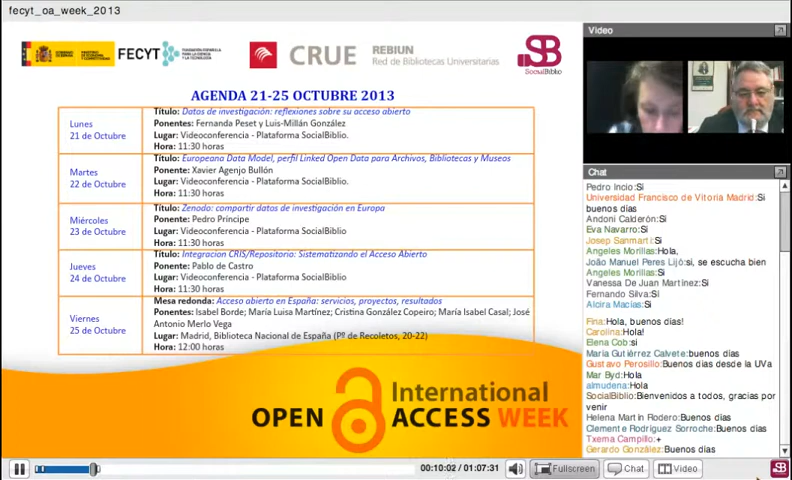 fecyt_oa_week_2013
FECYT
CRUE
REBIUN
Red de Bibliotecas Universitarias
SB
SocialBiblio
AGENDA 21-25 OCTUBRE 2013
Lunes
21 de Octubre
Título: Datos de investigación: reflexiones sobre su acceso abierto
Ponentes: Fernanda Peset y Luis-Millán González
Lugar: Videoconferencia - Plataforma SocialBiblio.
Hora: 11:30 horas
Martes
22 de Octubre
Título: Europeana Data Model, perfil Linked Open Data para Archivos, Bibliotecas y Museos
Ponente: Xavier Agenjo Bullón
Lugar: Videoconferencia - Plataforma SocialBiblio.
Hora: 11:30 horas
Miércoles
23 de Octubre
Título: Zenodo: compartir datos de investigación en Europa
Ponente: Pedro Príncipe
Lugar: Videoconferencia - Plataforma SocialBiblio
Hora: 11:30 horas
Jueves
24 de Octubre
Título: Integracion CRIS/Repositorio: Sistematizando el Acceso Abierto
Ponente: Pablo de Castro
Lugar: Videoconferencia - Plataforma SocialBiblio
Hora: 11:30 horas
Viernes
25 de Octubre
Mesa redonda: Acceso abierto en España: servicios, proyectos, resultados
Ponentes: Isabel Borde; María Luisa Martínez; Cristina González Copeiro; María Isabel Casal; José
Antonio Merlo Vega
Lugar: Madrid, Biblioteca Nacional de España (Pº de Recoletos, 20-22)
Hora: 12:00 horas
International
OPEN ACCESS WEEK
Video
Chat
Pedro Incio:Si
Universidad Francisco de Vitoria Madrid:Si
buenos días
Andoni Calderón:Si
Eva Navarro:Si
Josep Sanmartí:Si
Angeles Morillas:Hola,
João Manuel Peres Lijó:si, se escucha bien
Angeles Morillas:Si
Vanessa De Juan Martinez:Si
Fernando Silva:Si
Alcira Macías:Si
Fina:Hola, buenos días!
Carolina:Hola!
Elena Cob:si
Maria Gutiérrez Calvete:buenos días
Gustavo Perosillo:Buenos días desde la UVa
Mar Byd:Hola
almudena:Hola
SocialBiblio:Bienvenidos a todos, gracias por
venir
Helena Martín Rodero:Buenos días
Clemente Rodríguez Sorroche:Buenos días
Txema Campillo:+
Gerardo González:Buenos días
00:10:02 / 01:07:31
Fullscreen
Chat
Video
SB